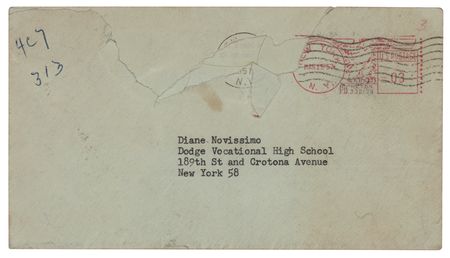 4C7
313
N.Y.
N.Y.
03
Diane Novissimo
Dodge Vocational High School
189th St and Crotona Avenue
New York 58